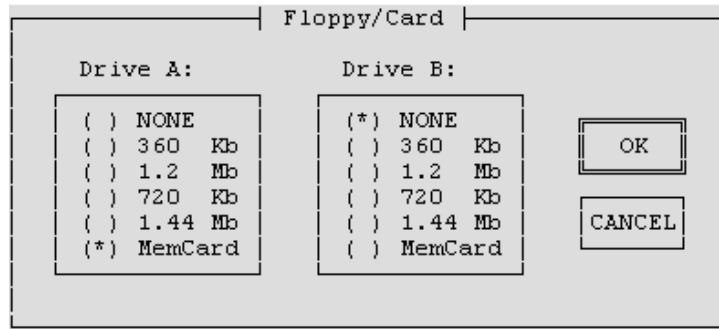 Floppy/Card
Drive A: Drive B:
( ) NONE (*) NONE
( ) 360 Kb ( ) 360 Kb
( ) 1.2 Mb ( ) 1.2 Mb
( ) 720 Kb ( ) 720 Kb
( ) 1.44 Mb ( ) 1.44 Mb
(*) MemCard ( ) MemCard
OK
CANCEL